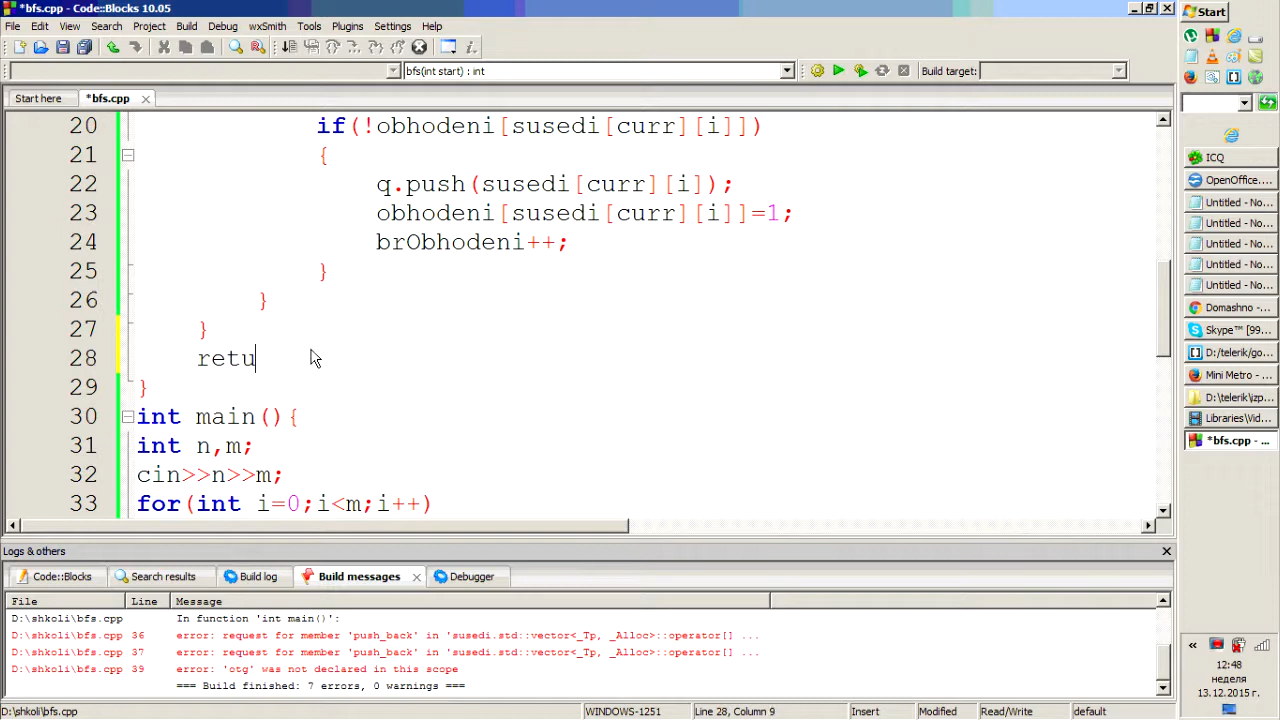 *bfs.cpp - Code::Blocks 10.05
Start
File Edit View Search Project Build Debug wxSmith Tools Plugins Settings Help
bfs(int start) : int
Build target:
Start here
*bfs.cpp
20 if(!obhodeni[susedi[curr][i]])
21 {
22 q.push(susedi[curr][i]);
23 obhodeni[susedi[curr][i]]=1;
24 brObhodeni++;
25 }
26 }
27 }
28 retu
29 }
30 int main(){
31 int n,m;
32 cin>>n>>m;
33 for(int i=0;i<m;i++)
ICQ
OpenOffice....
Untitled - No...
Untitled - No...
Untitled - No...
Untitled - No...
Untitled - No...
Domashno -...
Skype™ [99...
D:/telerik/go...
Mini Metro -...
D:\telerik\izp...
Libraries\Vid...
*bfs.cpp - ...
Logs & others
Code::Blocks Search results Build log Build messages Debugger
File Line Message
D:\shkoli\bfs.cpp In function 'int main()':
D:\shkoli\bfs.cpp 36 error: request for member 'push_back' in 'susedi.std::vector<_Tp, _Alloc>::operator[] ...
D:\shkoli\bfs.cpp 37 error: request for member 'push_back' in 'susedi.std::vector<_Tp, _Alloc>::operator[] ...
D:\shkoli\bfs.cpp 39 error: 'otg' was not declared in this scope
=== Build finished: 7 errors, 0 warnings ===
D:\shkoli\bfs.cpp WINDOWS-1251 Line 28, Column 9 Insert Modified Read/Write default
12:48
неделя
13.12.2015 г.